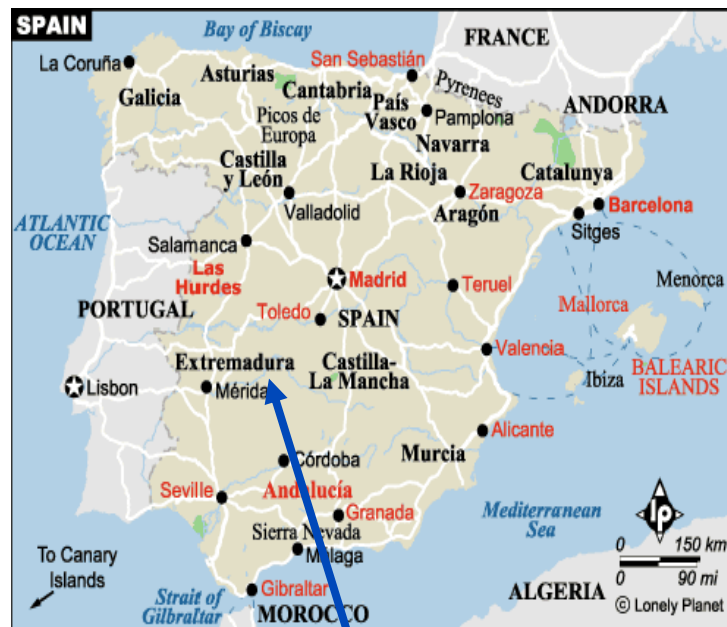 SPAIN
Bay of Biscay
FRANCE
La Coruña
San Sebastián
Asturias
Cantabria
Pyrenees
Galicia
País
Vasco
ANDORRA
Picos de
Europa
Pamplona
Navarra
Castilla
y León
La Rioja
Catalunya
Zaragoza
Valladolid
Aragón
Barcelona
ATLANTIC
OCEAN
Sitges
Salamanca
Las
Hurdes
Madrid
Teruel
Menorca
PORTUGAL
Toledo
SPAIN
Mallorca
Valencia
Extremadura
Castilla-
La Mancha
BALEARIC
ISLANDS
Ibiza
Lisbon
Mérida
Alicante
Murcia
Córdoba
Seville
Andalucía
Granada
Mediterranean
Sea
Sierra Nevada
Málaga
lp
0 150 km
0 90 mi
To Canary
Islands
Strait of
Gibraltar
Gibraltar
MOROCCO
ALGERIA
© Lonely Planet